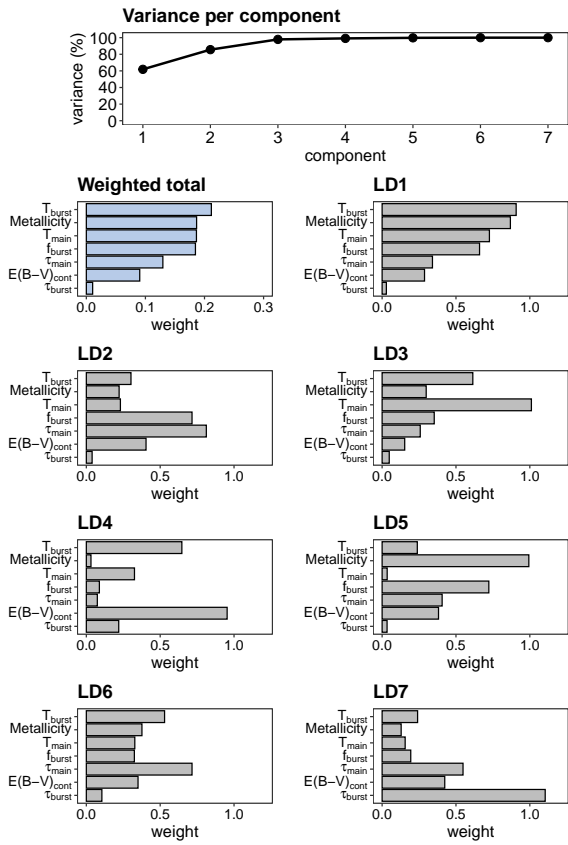 Variance per component
variance (%)
100
80
60
40
20
0
1 2 3 4 5 6 7
component
Weighted total
T_burst
Metallicity
T_main
f_burst
τ_main
E(B−V)_cont
τ_burst
0.0 0.1 0.2 0.3
weight
LD1
T_burst
Metallicity
T_main
f_burst
τ_main
E(B−V)_cont
τ_burst
0.0 0.5 1.0
weight
LD2
T_burst
Metallicity
T_main
f_burst
τ_main
E(B−V)_cont
τ_burst
0.0 0.5 1.0
weight
LD3
T_burst
Metallicity
T_main
f_burst
τ_main
E(B−V)_cont
τ_burst
0.0 0.5 1.0
weight
LD4
T_burst
Metallicity
T_main
f_burst
τ_main
E(B−V)_cont
τ_burst
0.0 0.5 1.0
weight
LD5
T_burst
Metallicity
T_main
f_burst
τ_main
E(B−V)_cont
τ_burst
0.0 0.5 1.0
weight
LD6
T_burst
Metallicity
T_main
f_burst
τ_main
E(B−V)_cont
τ_burst
0.0 0.5 1.0
weight
LD7
T_burst
Metallicity
T_main
f_burst
τ_main
E(B−V)_cont
τ_burst
0.0 0.5 1.0
weight